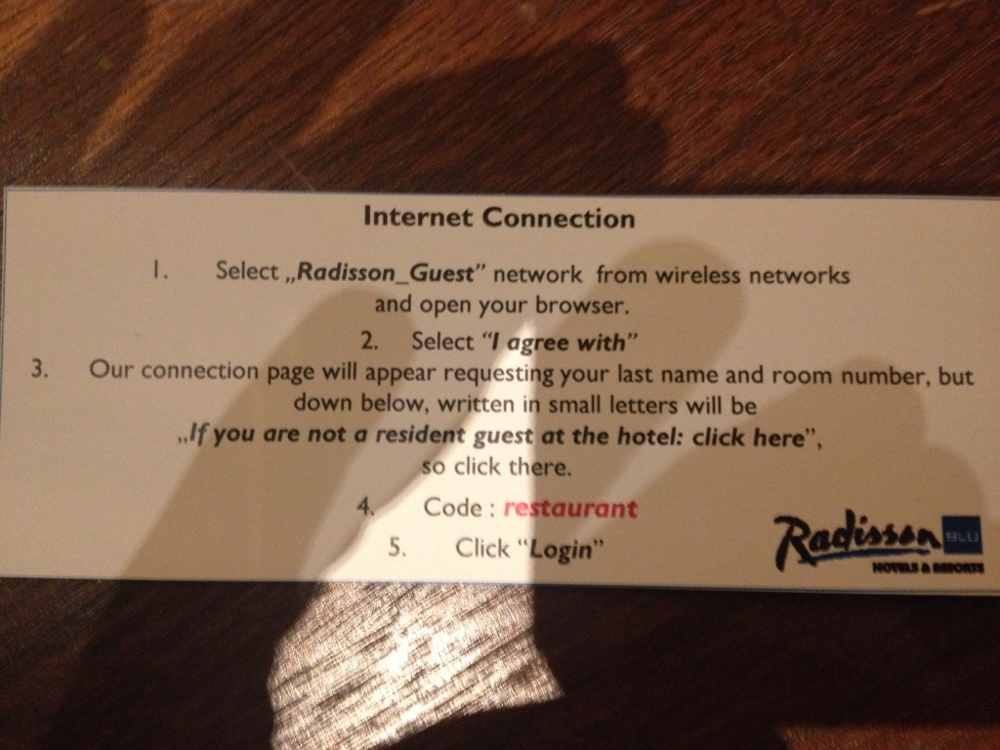 Internet Connection
1. Select „Radisson_Guest” network from wireless networks
and open your browser.
2. Select “I agree with”
3. Our connection page will appear requesting your last name and room number, but
down below, written in small letters will be
„If you are not a resident guest at the hotel: click here”,
so click there.
4. Code : restaurant
5. Click “Login”
Radisson BLU
HOTELS & RESORTS